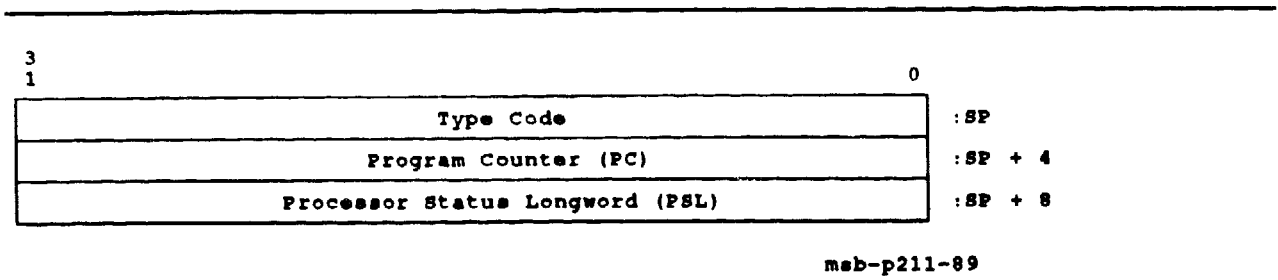 3
1 0
Type Code :SP
Program Counter (PC) :SP + 4
Processor Status Longword (PSL) :SP + 8
msb-p211-89